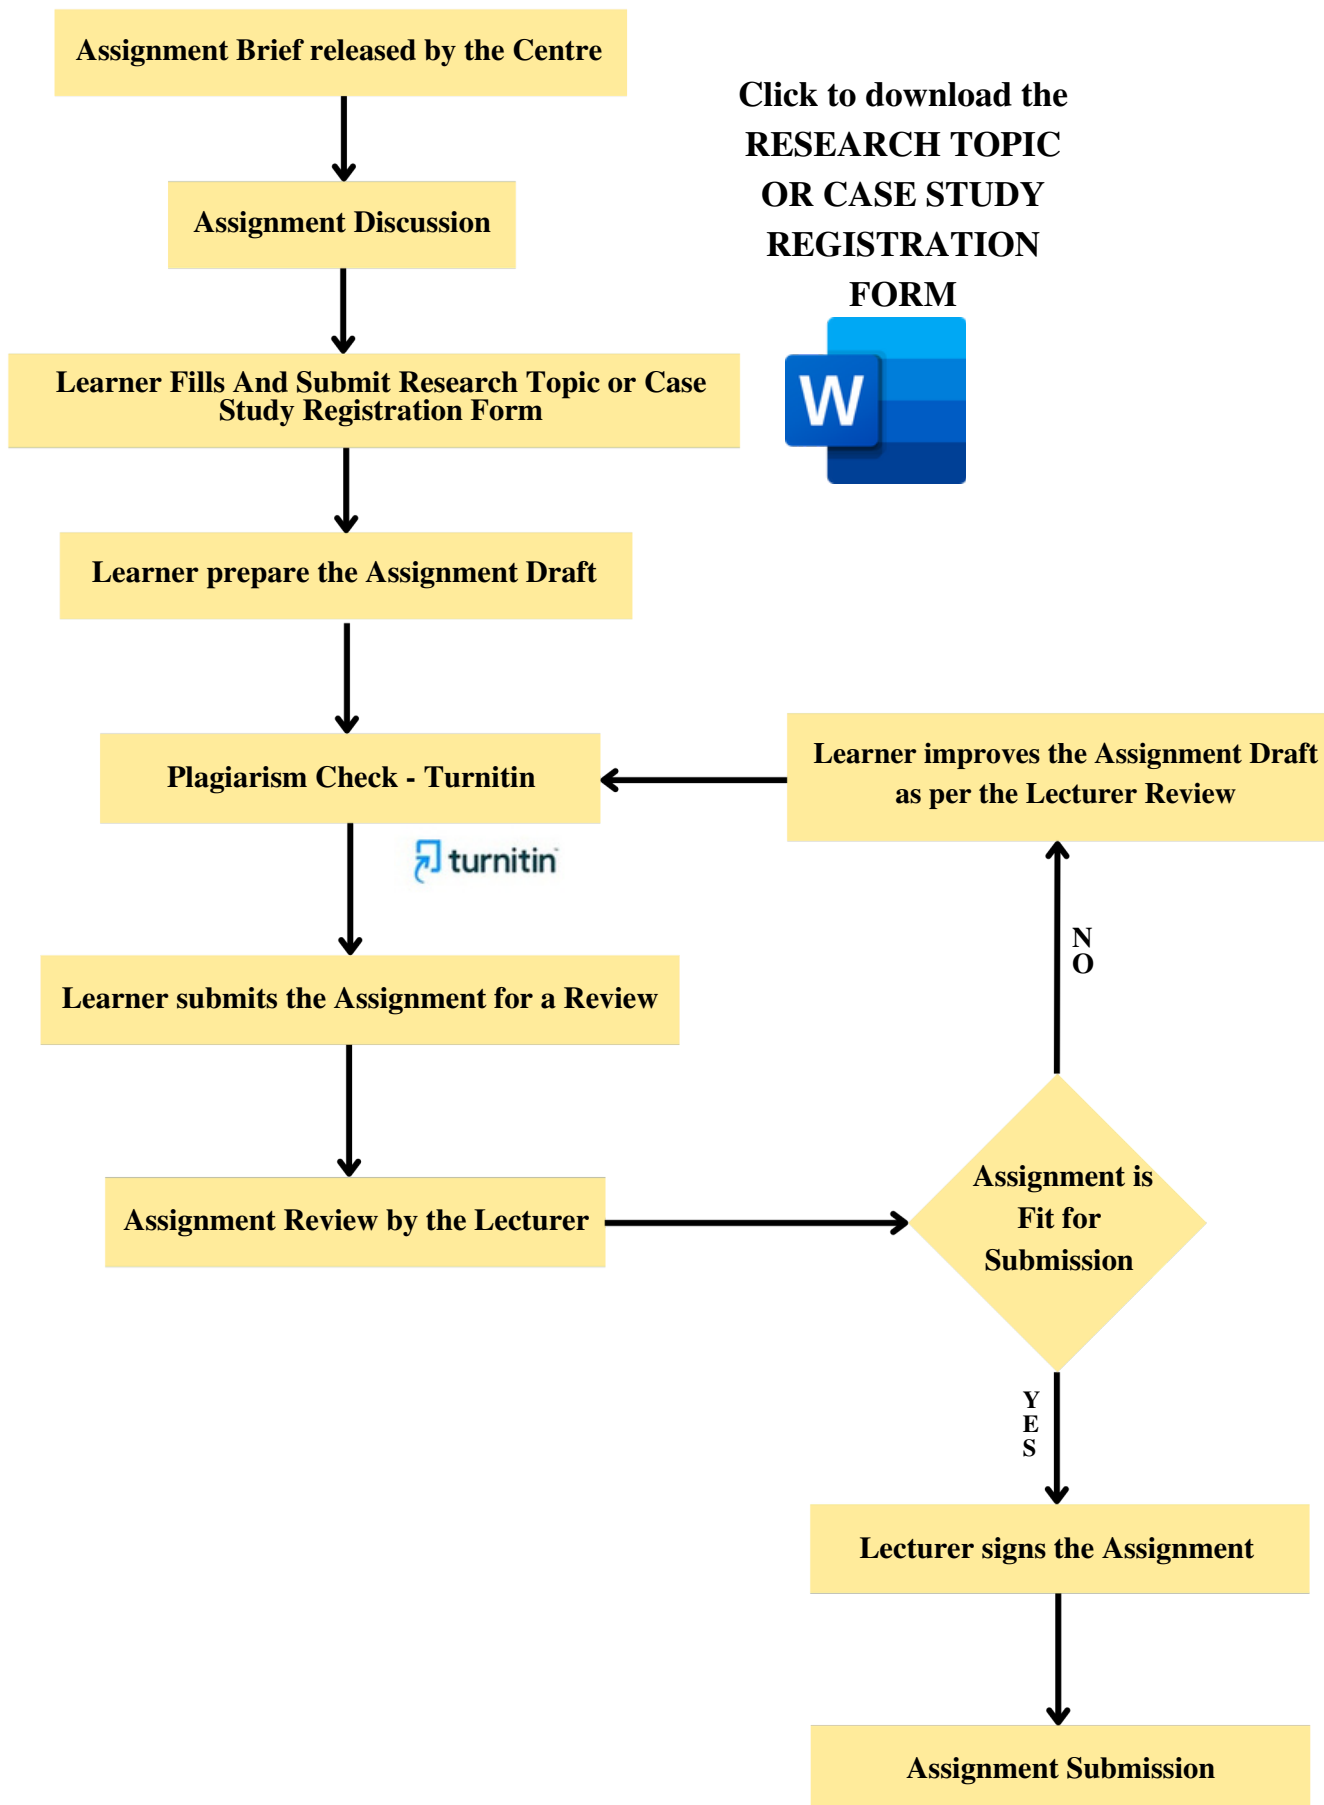 Assignment Brief released by the Centre
Click to download the
RESEARCH TOPIC
OR CASE STUDY
REGISTRATION
FORM
W
Assignment Discussion
Learner Fills And Submit Research Topic or Case
Study Registration Form
Learner prepare the Assignment Draft
Plagiarism Check - Turnitin
turnitin
Learner improves the Assignment Draft
as per the Lecturer Review
N
O
Learner submits the Assignment for a Review
Assignment Review by the Lecturer
Assignment is
Fit for
Submission
Y
E
S
Lecturer signs the Assignment
Assignment Submission